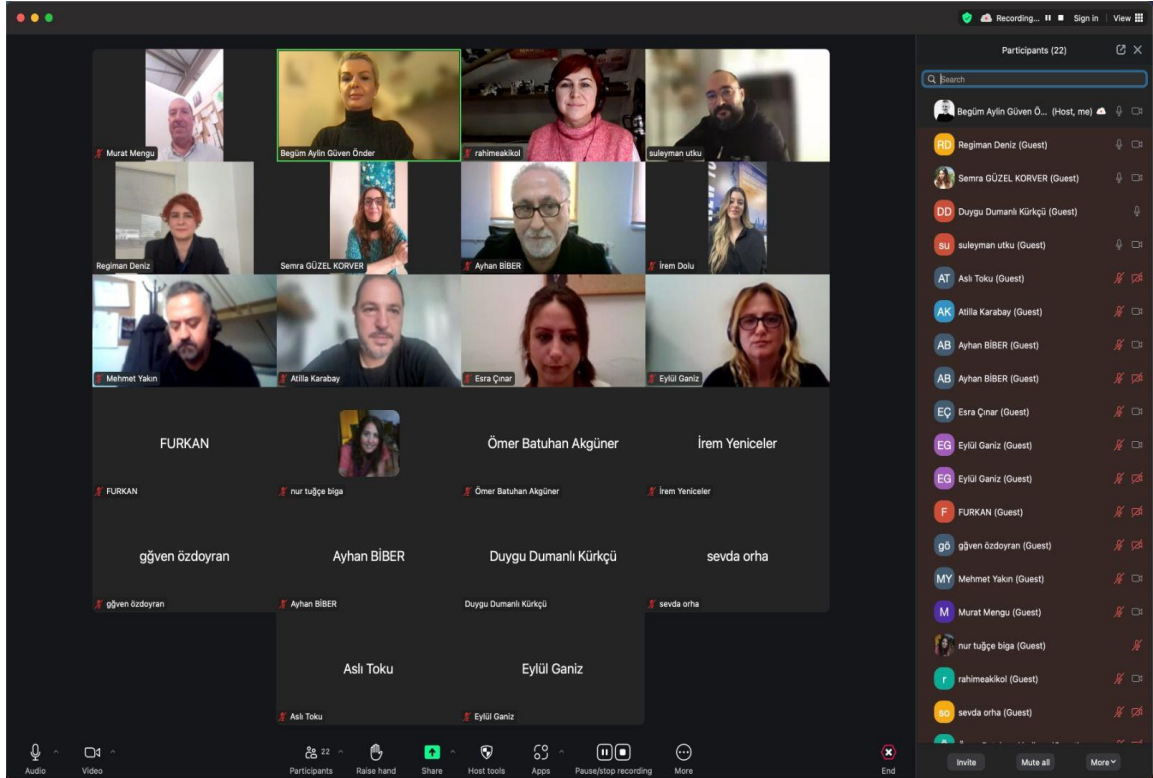 Recording...
Sign in
View
Murat Mengu
Begüm Aylin Güven Önder
rahimeakikol
suleyman utku
Regiman Deniz
Semra GÜZEL KORVER
Ayhan BİBER
İrem Dolu
Mehmet Yakın
Atilla Karabay
Esra Çınar
Eylül Ganiz
FURKAN
Ömer Batuhan Akgüner
İrem Yeniceler
FURKAN
nur tuğçe biga
Ömer Batuhan Akgüner
İrem Yeniceler
gğven özdoyran
Ayhan BİBER
Duygu Dumanlı Kürkçü
sevda orha
gğven özdoyran
Ayhan BİBER
Duygu Dumanlı Kürkçü
sevda orha
Aslı Toku
Eylül Ganiz
Aslı Toku
Eylül Ganiz
Participants (22)
Search
Begüm Aylin Güven Ö... (Host, me)
RD Regiman Deniz (Guest)
Semra GÜZEL KORVER (Guest)
DD Duygu Dumanlı Kürkçü (Guest)
su suleyman utku (Guest)
AT Aslı Toku (Guest)
AK Atilla Karabay (Guest)
AB Ayhan BİBER (Guest)
AB Ayhan BİBER (Guest)
EÇ Esra Çınar (Guest)
EG Eylül Ganiz (Guest)
EG Eylül Ganiz (Guest)
F FURKAN (Guest)
gö gğven özdoyran (Guest)
MY Mehmet Yakın (Guest)
M Murat Mengu (Guest)
nur tuğçe biga (Guest)
r rahimeakikol (Guest)
so sevda orha (Guest)
Invite
Mute all
More
Audio
Video
22
Participants
Raise hand
Share
Host tools
Apps
Pause/stop recording
More
End